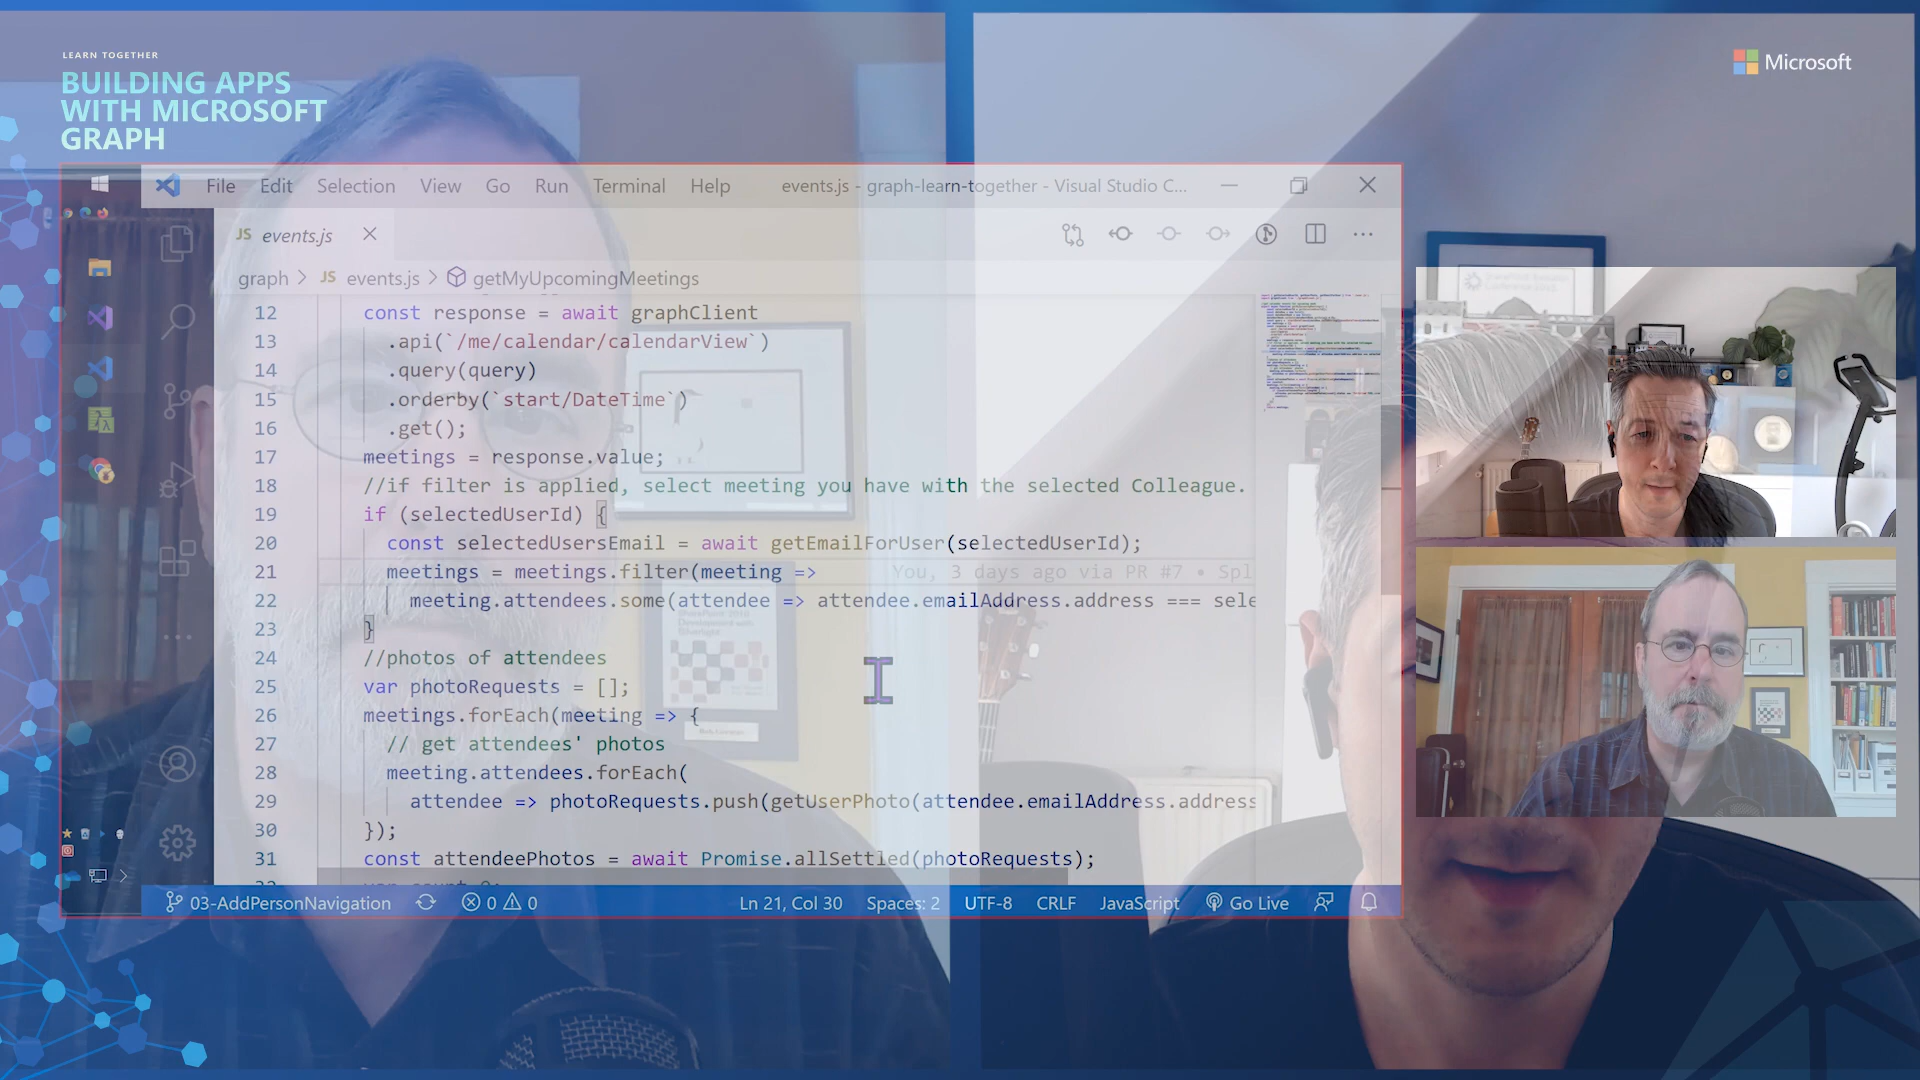 LEARN TOGETHER
BUILDING APPS
WITH MICROSOFT
GRAPH
Microsoft
File Edit Selection View Go Run Terminal Help events.js - graph-learn-together - Visual Studio C...
JS events.js
graph > JS events.js > getMyUpcomingMeetings
12 const response = await graphClient
13 .api(`/me/calendar/calendarView`)
14 .query(query)
15 .orderby(`start/DateTime`)
16 .get();
17 meetings = response.value;
18 //if filter is applied, select meeting you have with the selected Colleague.
19 if (selectedUserId) {
20 const selectedUsersEmail = await getEmailForUser(selectedUserId);
21 meetings = meetings.filter(meeting => You, 3 days ago via PR #7 • Spl
22 meeting.attendees.some(attendee => attendee.emailAddress.address === sele
23 }
24 //photos of attendees
25 var photoRequests = [];
26 meetings.forEach(meeting => {
27 // get attendees' photos
28 meeting.attendees.forEach(
29 attendee => photoRequests.push(getUserPhoto(attendee.emailAddress.address
30 });
31 const attendeePhotos = await Promise.allSettled(photoRequests);
03-AddPersonNavigation 0 0 Ln 21, Col 30 Spaces: 2 UTF-8 CRLF JavaScript Go Live